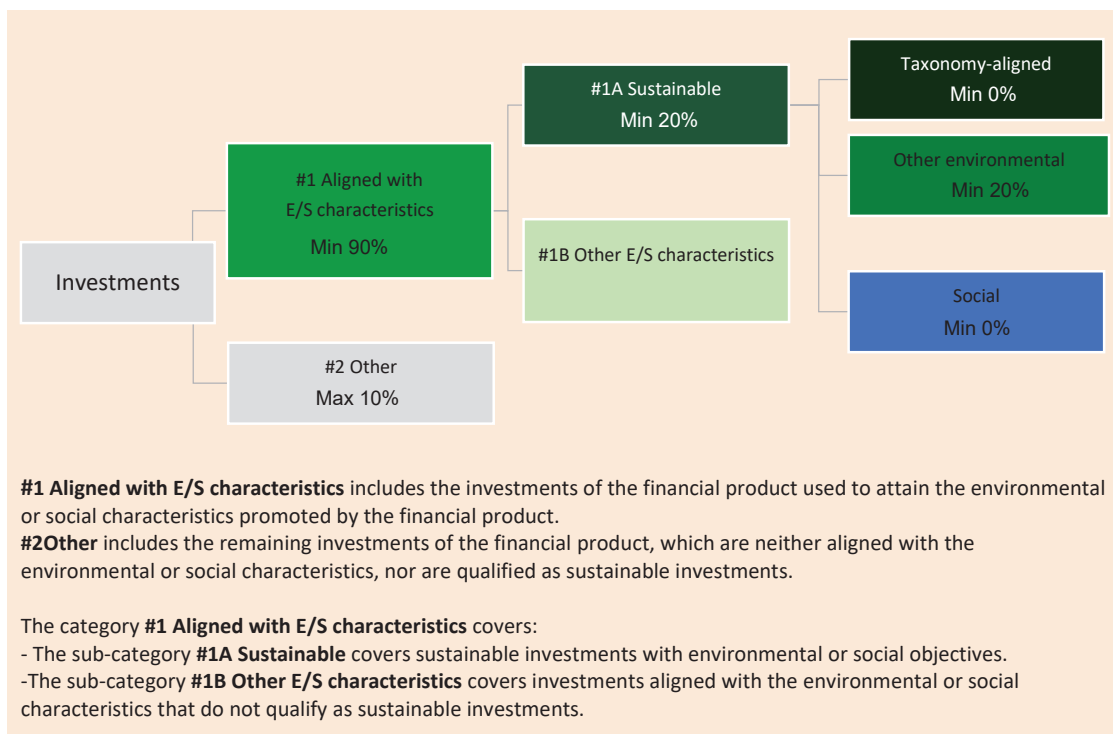 Investments
#1 Aligned with
E/S characteristics
Min 90%
#2 Other
Max 10%
#1A Sustainable
Min 20%
#1B Other E/S characteristics
Taxonomy-aligned
Min 0%
Other environmental
Min 20%
Social
Min 0%
#1 Aligned with E/S characteristics includes the investments of the financial product used to attain the environmental
or social characteristics promoted by the financial product.
#2Other includes the remaining investments of the financial product, which are neither aligned with the
environmental or social characteristics, nor are qualified as sustainable investments.
The category #1 Aligned with E/S characteristics covers:
- The sub-category #1A Sustainable covers sustainable investments with environmental or social objectives.
-The sub-category #1B Other E/S characteristics covers investments aligned with the environmental or social
characteristics that do not qualify as sustainable investments.